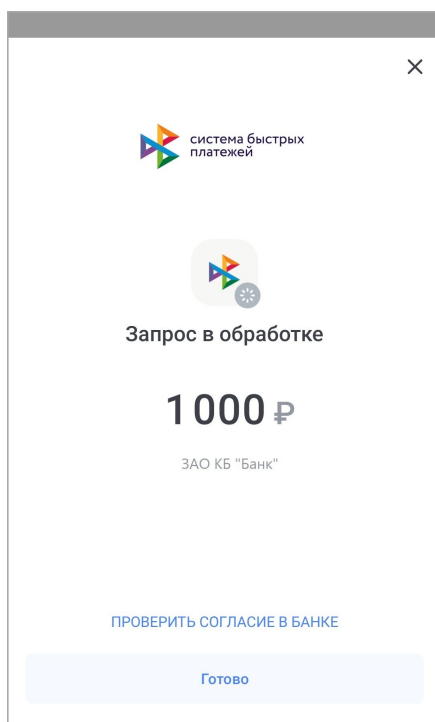 система быстрых
платежей
Запрос в обработке
1 000 ₽
ЗАО КБ "Банк"
ПРОВЕРИТЬ СОГЛАСИЕ В БАНКЕ
Готово